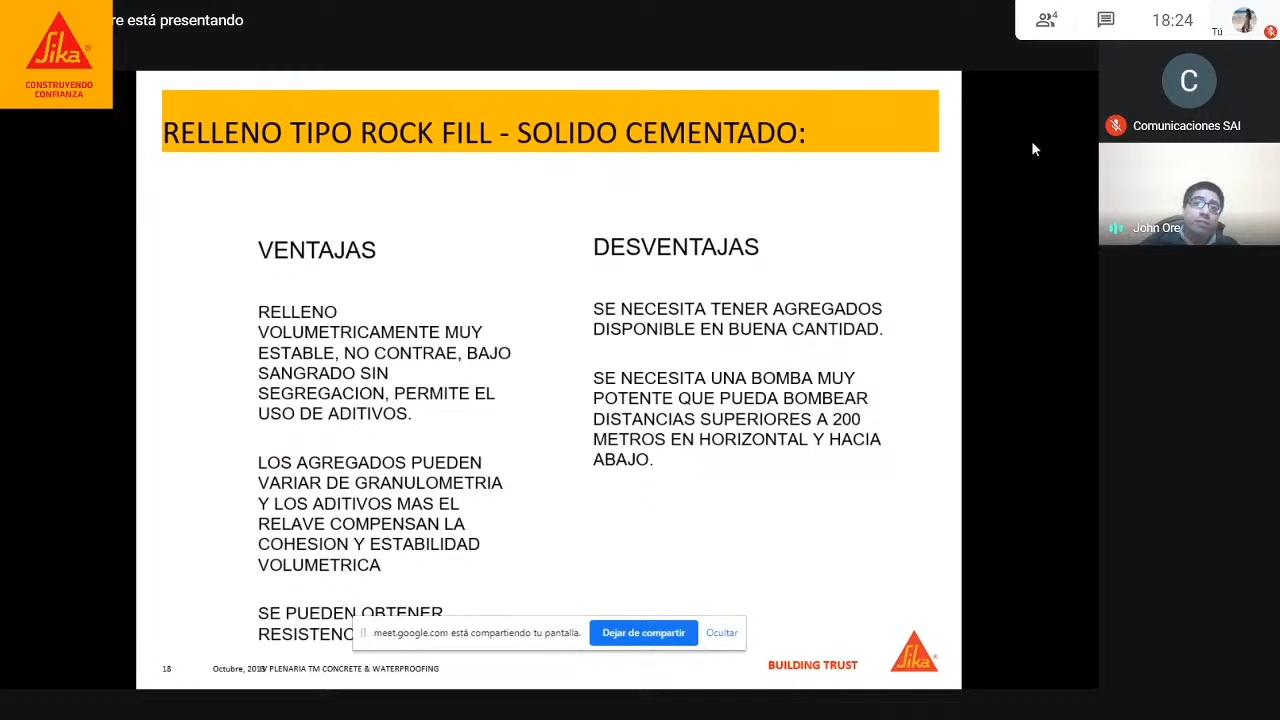 Sika
CONSTRUYENDO
CONFIANZA
re está presentando
4
18:24
Tú
C
Comunicaciones SAI
John Ore
RELLENO TIPO ROCK FILL - SOLIDO CEMENTADO:
VENTAJAS
RELLENO
VOLUMETRICAMENTE MUY
ESTABLE, NO CONTRAE, BAJO
SANGRADO SIN
SEGREGACION, PERMITE EL
USO DE ADITIVOS.
LOS AGREGADOS PUEDEN
VARIAR DE GRANULOMETRIA
Y LOS ADITIVOS MAS EL
RELAVE COMPENSAN LA
COHESION Y ESTABILIDAD
VOLUMETRICA
SE PUEDEN OBTENER
DESVENTAJAS
SE NECESITA TENER AGREGADOS
DISPONIBLE EN BUENA CANTIDAD.
SE NECESITA UNA BOMBA MUY
POTENTE QUE PUEDA BOMBEAR
DISTANCIAS SUPERIORES A 200
METROS EN HORIZONTAL Y HACIA
ABAJO.
meet.google.com está compartiendo tu pantalla.
Dejar de compartir
Ocultar
Octubre, PLENARIA TM CONCRETE & WATERPROOFING
BUILDING TRUST
Sika